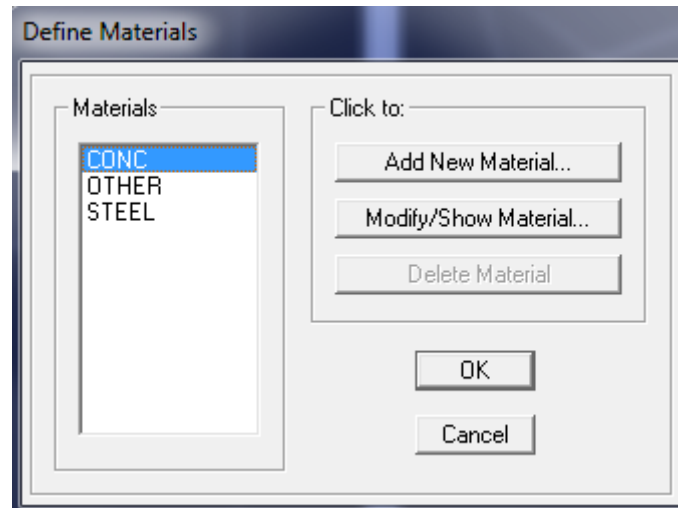 Define Materials
Materials
CONC
OTHER
STEEL
Click to:
Add New Material...
Modify/Show Material...
Delete Material
OK
Cancel